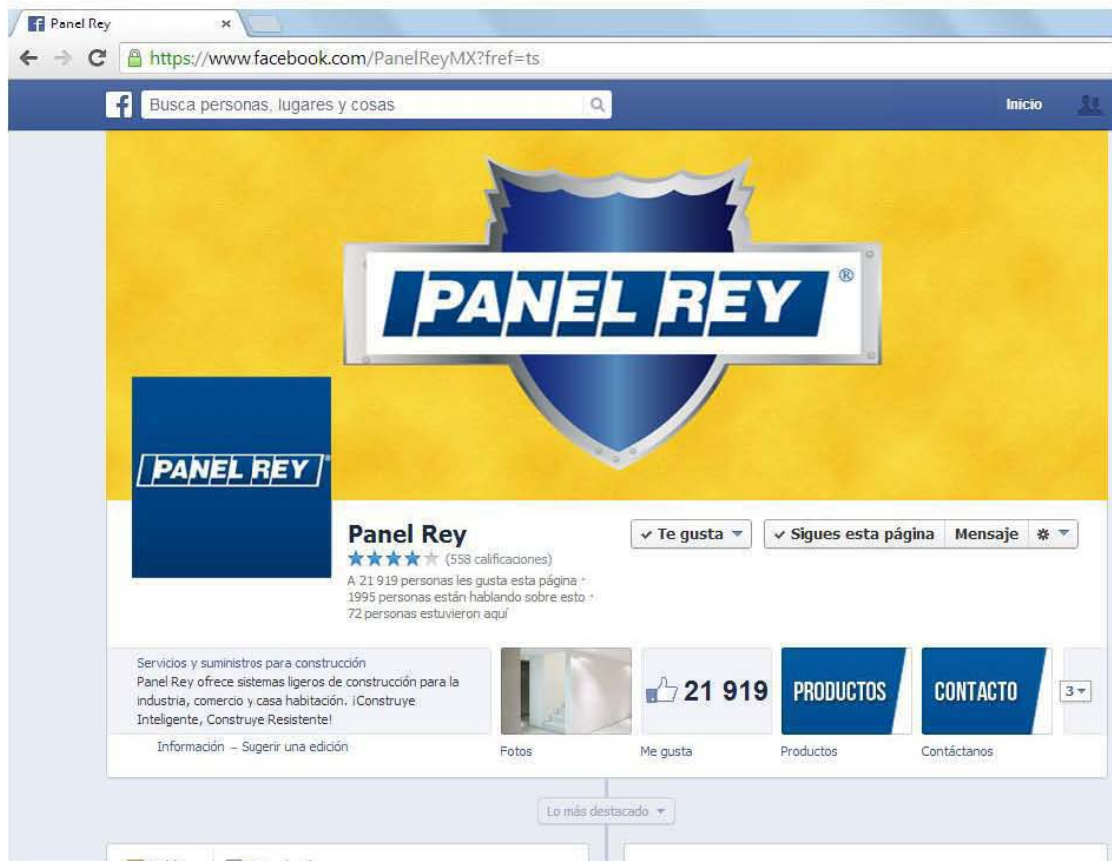 Panel Rey
https://www.facebook.com/PanelReyMX?fref=ts
Busca personas, lugares y cosas
Inicio
PANEL REY ®
PANEL REY ®
Panel Rey
(558 calificaciones)
A 21 919 personas les gusta esta página ·
1995 personas están hablando sobre esto ·
72 personas estuvieron aquí
Te gusta
Sigues esta página
Mensaje
Servicios y suministros para construcción
Panel Rey ofrece sistemas ligeros de construcción para la
industria, comercio y casa habitación. ¡Construye
Inteligente, Construye Resistente!
Información – Sugerir una edición
Fotos
21 919
Me gusta
PRODUCTOS
Productos
CONTACTO
Contáctanos
3
Lo más destacado